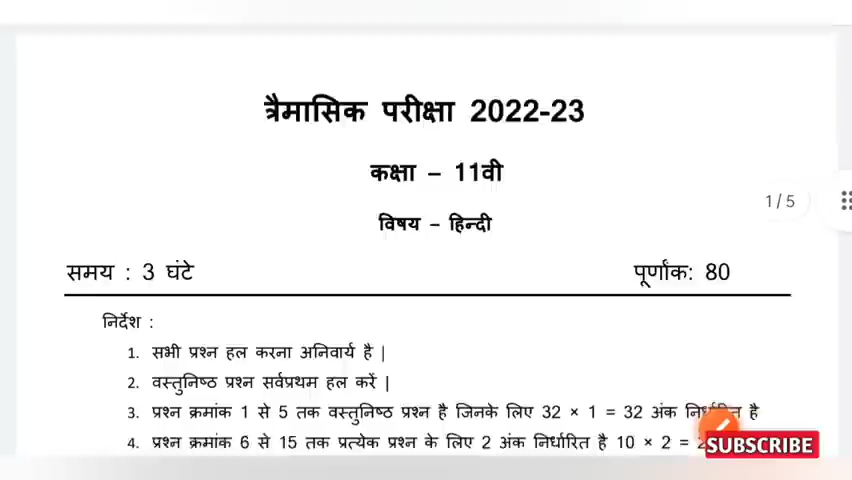 त्रैमासिक परीक्षा 2022-23
कक्षा – 11वी
विषय – हिन्दी
1 / 5
समय : 3 घंटे पूर्णांक: 80
निर्देश :
1. सभी प्रश्न हल करना अनिवार्य है |
2. वस्तुनिष्ठ प्रश्न सर्वप्रथम हल करें |
3. प्रश्न क्रमांक 1 से 5 तक वस्तुनिष्ठ प्रश्न है जिनके लिए 32 × 1 = 32 अंक निर्धारित है
4. प्रश्न क्रमांक 6 से 15 तक प्रत्येक प्रश्न के लिए 2 अंक निर्धारित है 10 × 2 =
SUBSCRIBE